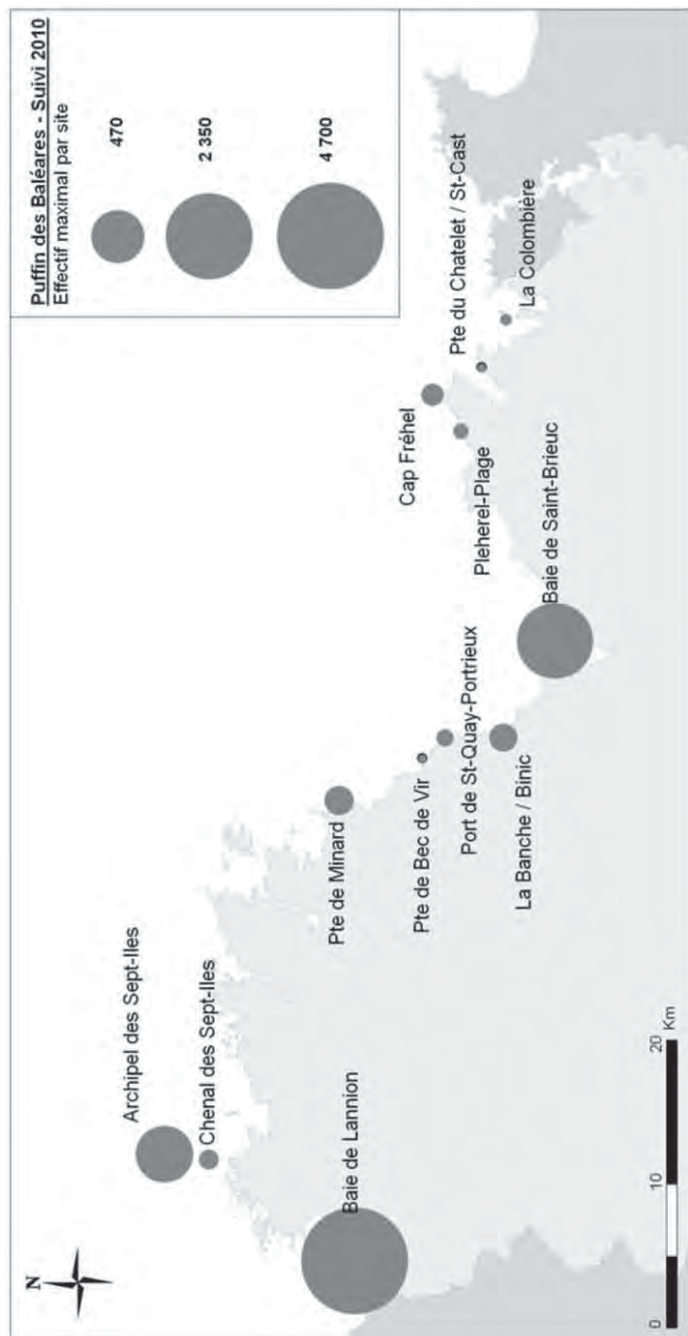 Puffin des Baléares - Suivi 2010
Effectif maximal par site
470
2 350
4 700
N
Archipel des Sept-Iles
Chenal des Sept-Iles
Baie de Lannion
Pte de Minard
Pte de Bec de Vir
Port de St-Quay-Portrieux
La Banche / Binic
Baie de Saint-Brieuc
Cap Fréhel
Pleherel-Plage
Pte du Chatelet / St-Cast
La Colombière
0 10 20
Km